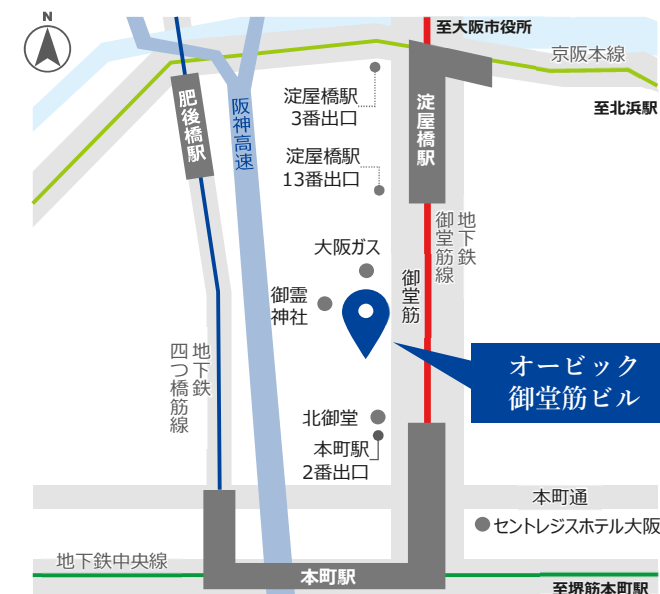 N
至大阪市役所
京阪本線
至北浜駅
肥後橋駅
阪神高速
淀屋橋駅
3番出口
淀屋橋駅
淀屋橋駅
13番出口
地下鉄
御堂筋線
大阪ガス
御堂筋
御霊
神社
オービック
御堂筋ビル
地下鉄
四つ橋筋線
北御堂
本町駅
2番出口
本町通
セントレジスホテル大阪
地下鉄中央線
本町駅
至堺筋本町駅